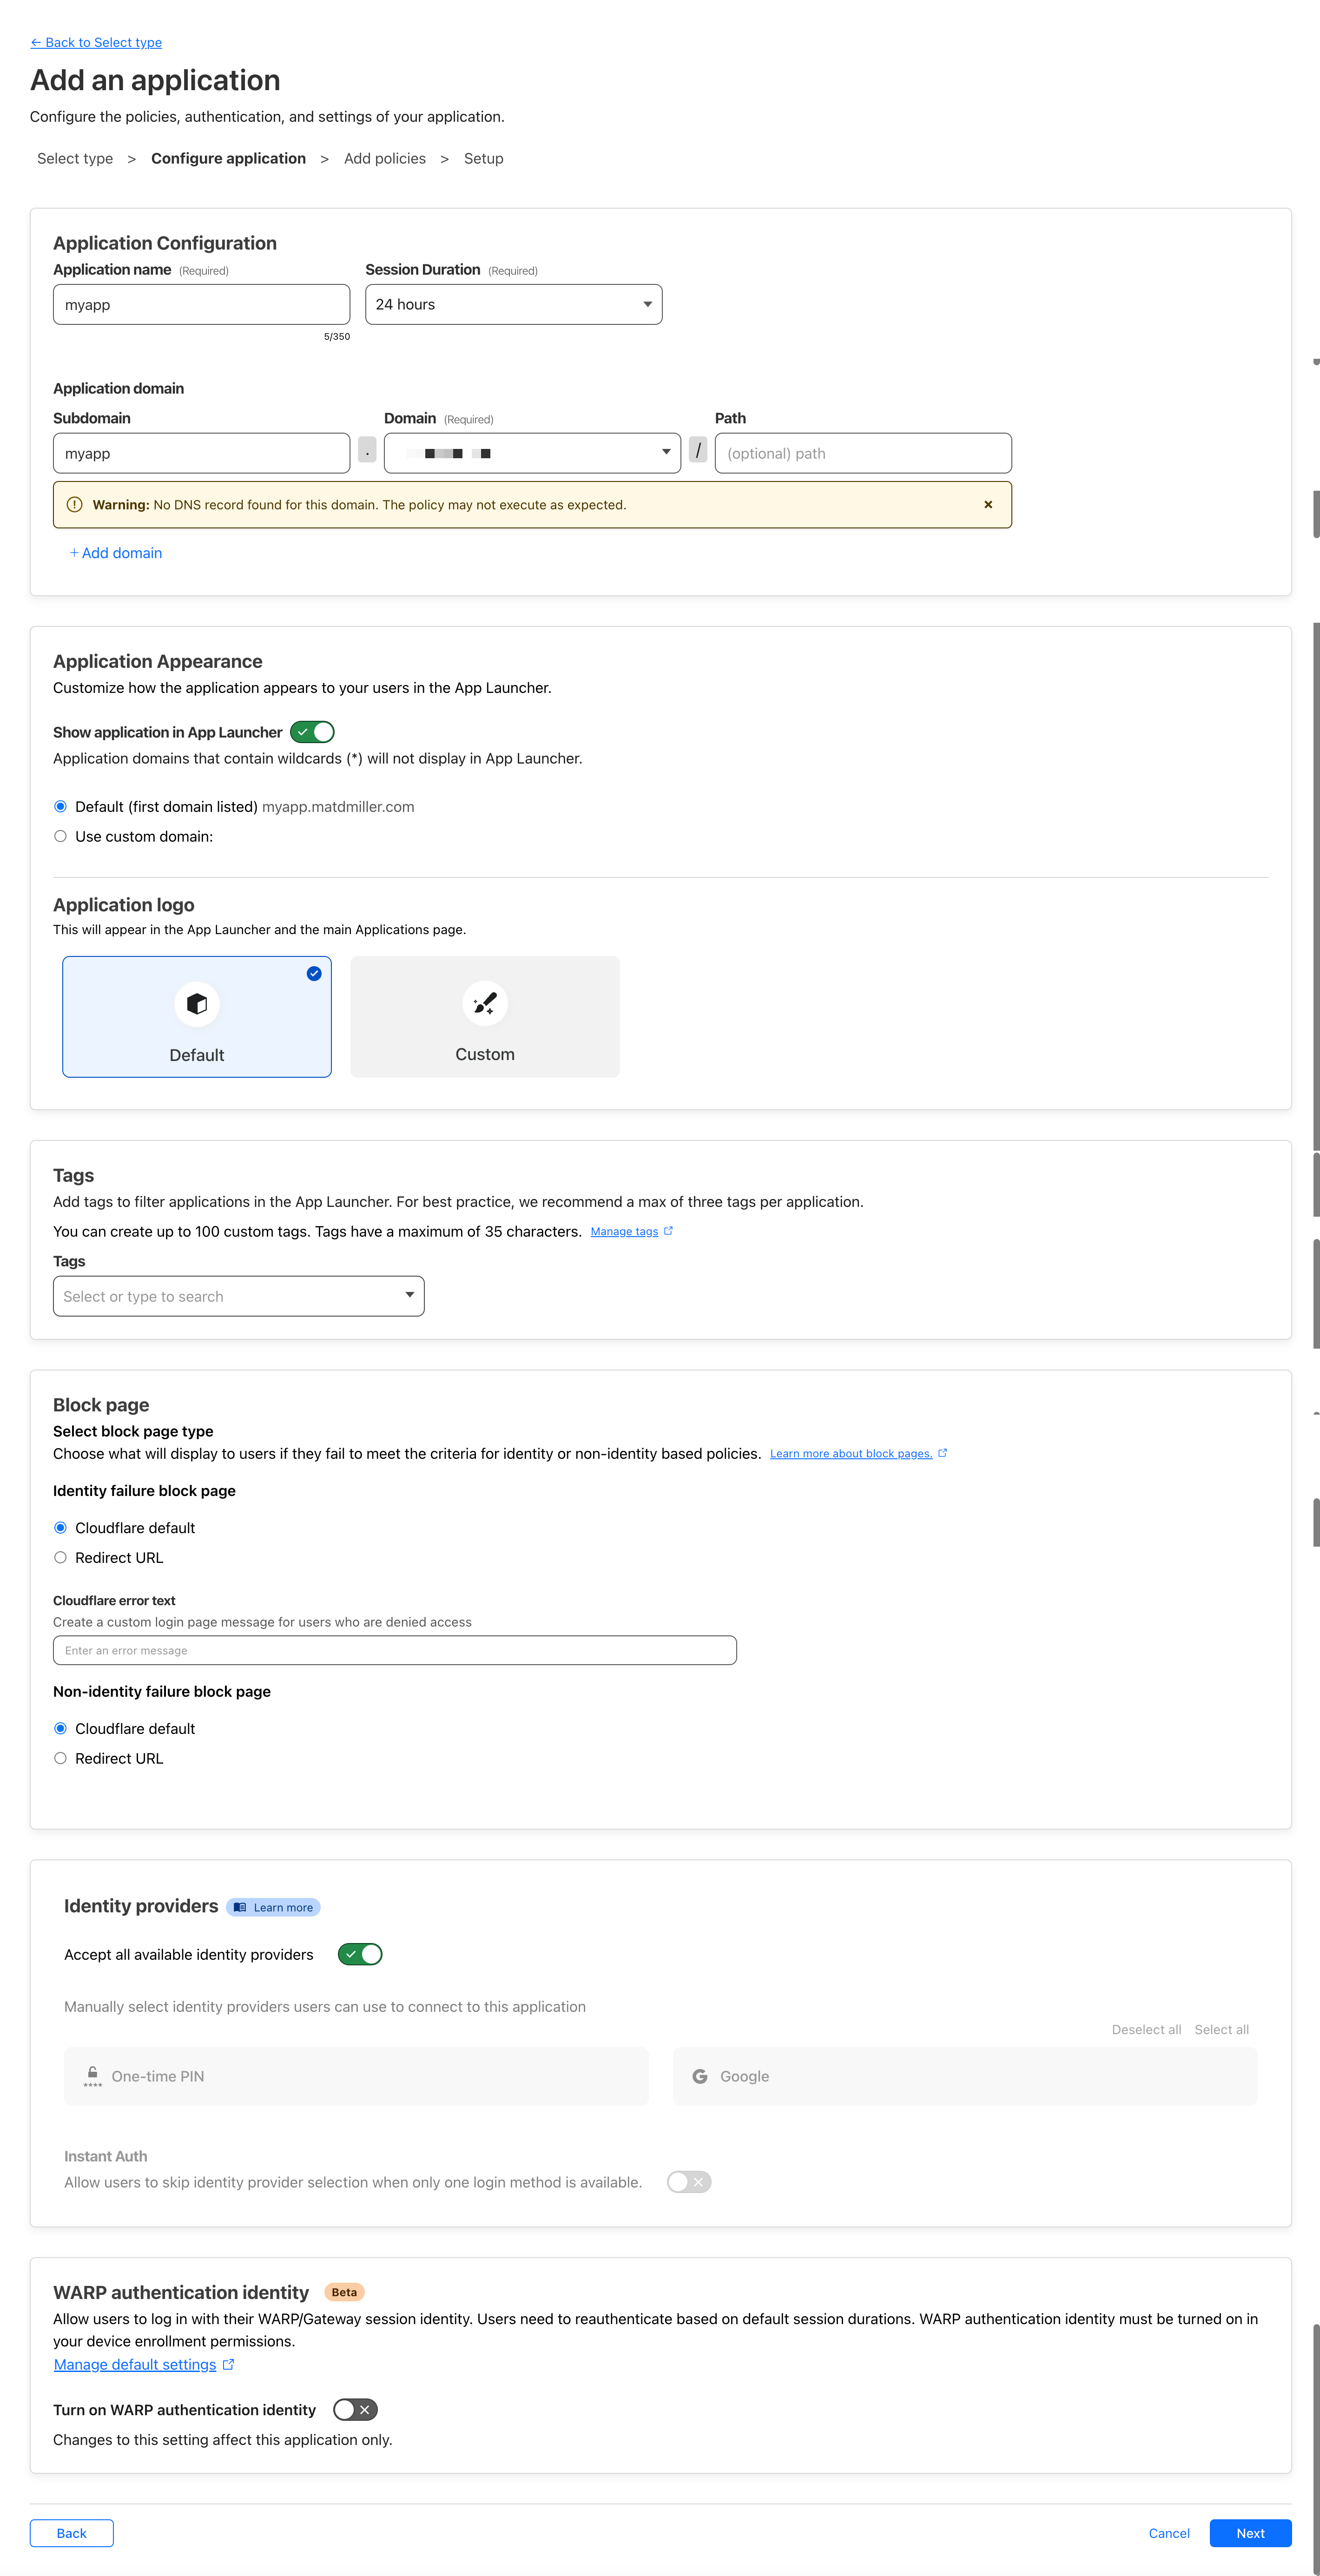 ← Back to Select type
Add an application
Configure the policies, authentication, and settings of your application.
Select type > Configure application > Add policies > Setup
Application Configuration
Application name (Required) Session Duration (Required)
myapp 24 hours
5/350
Application domain
Subdomain Domain (Required) Path
myapp . / (optional) path
Warning: No DNS record found for this domain. The policy may not execute as expected.
+ Add domain
Application Appearance
Customize how the application appears to your users in the App Launcher.
Show application in App Launcher
Application domains that contain wildcards (*) will not display in App Launcher.
Default (first domain listed) myapp.matdmiller.com
Use custom domain:
Application logo
This will appear in the App Launcher and the main Applications page.
Default Custom
Tags
Add tags to filter applications in the App Launcher. For best practice, we recommend a max of three tags per application.
You can create up to 100 custom tags. Tags have a maximum of 35 characters. Manage tags
Tags
Select or type to search
Block page
Select block page type
Choose what will display to users if they fail to meet the criteria for identity or non-identity based policies. Learn more about block pages.
Identity failure block page
Cloudflare default
Redirect URL
Cloudflare error text
Create a custom login page message for users who are denied access
Enter an error message
Non-identity failure block page
Cloudflare default
Redirect URL
Identity providers Learn more
Accept all available identity providers
Manually select identity providers users can use to connect to this application
Deselect all Select all
One-time PIN Google
Instant Auth
Allow users to skip identity provider selection when only one login method is available.
WARP authentication identity Beta
Allow users to log in with their WARP/Gateway session identity. Users need to reauthenticate based on default session durations. WARP authentication identity must be turned on in
your device enrollment permissions.
Manage default settings
Turn on WARP authentication identity
Changes to this setting affect this application only.
Back Cancel Next